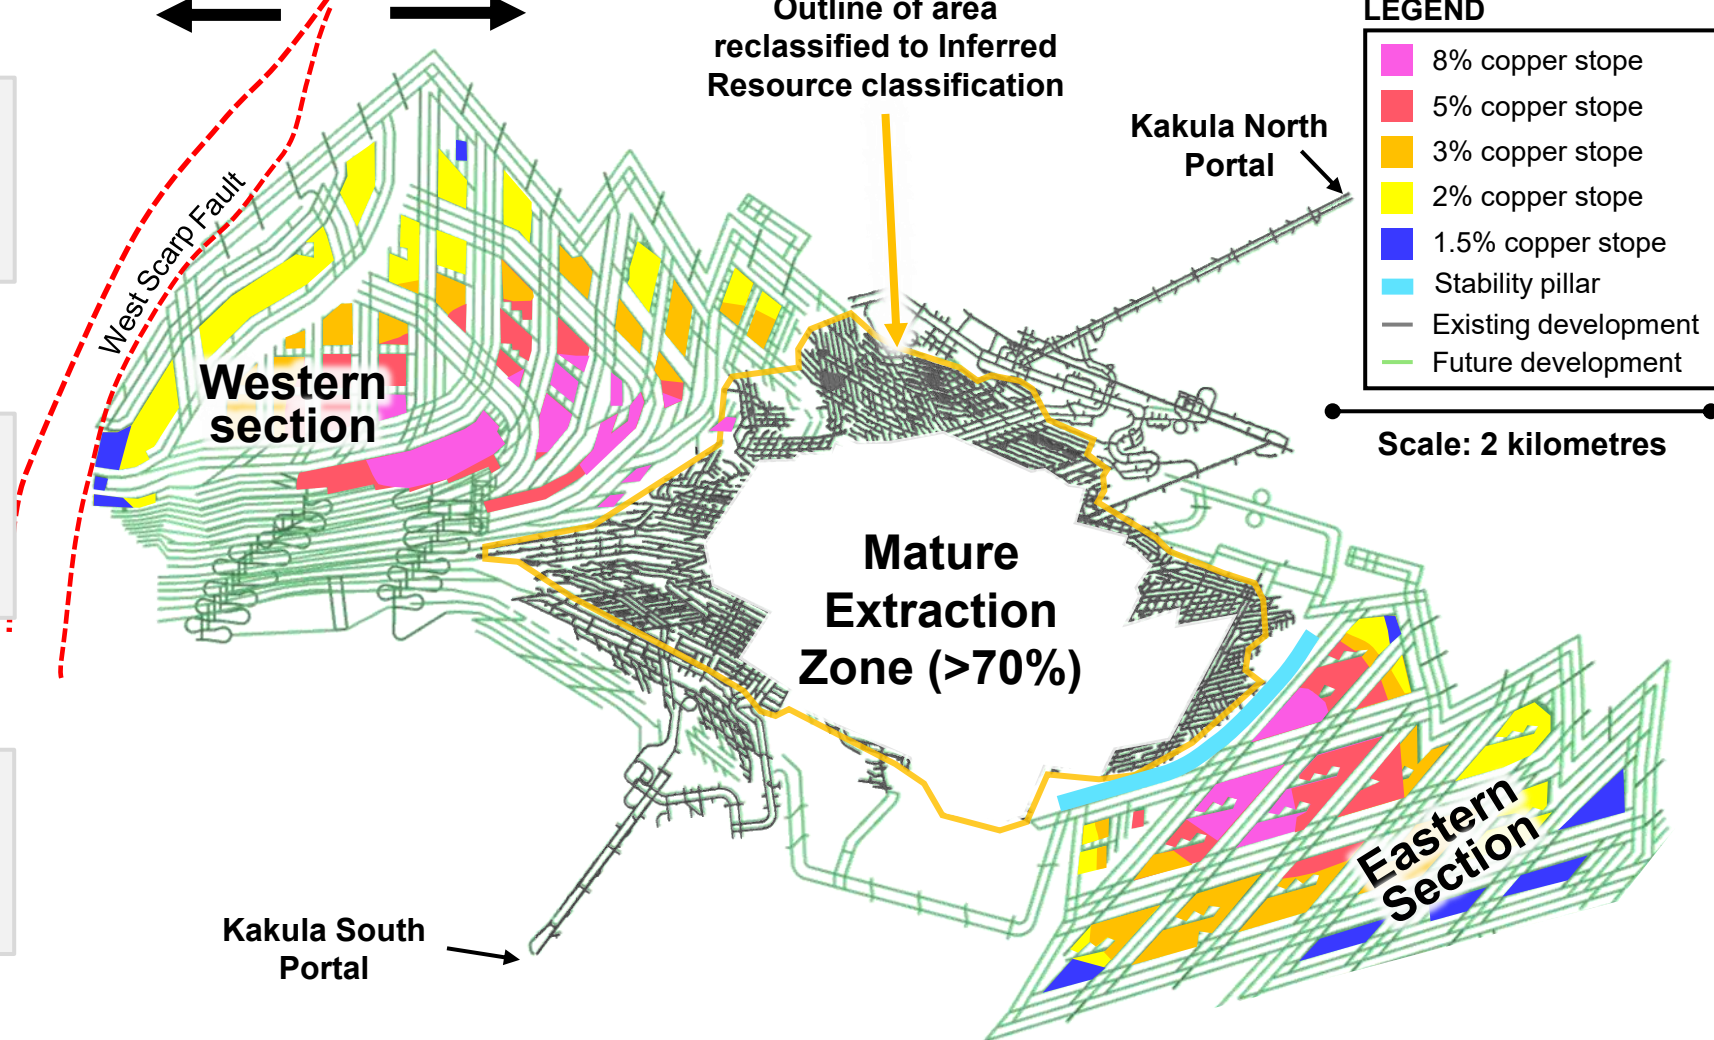 Outline of area
reclassified to Inferred
Resource classification
LEGEND
8% copper stope
5% copper stope
3% copper stope
2% copper stope
1.5% copper stope
Stability pillar
Existing development
Future development
Scale: 2 kilometres
Kakula North
Portal
West Scarp Fault
Western
section
Mature
Extraction
Zone (>70%)
Eastern
Section
Kakula South
Portal